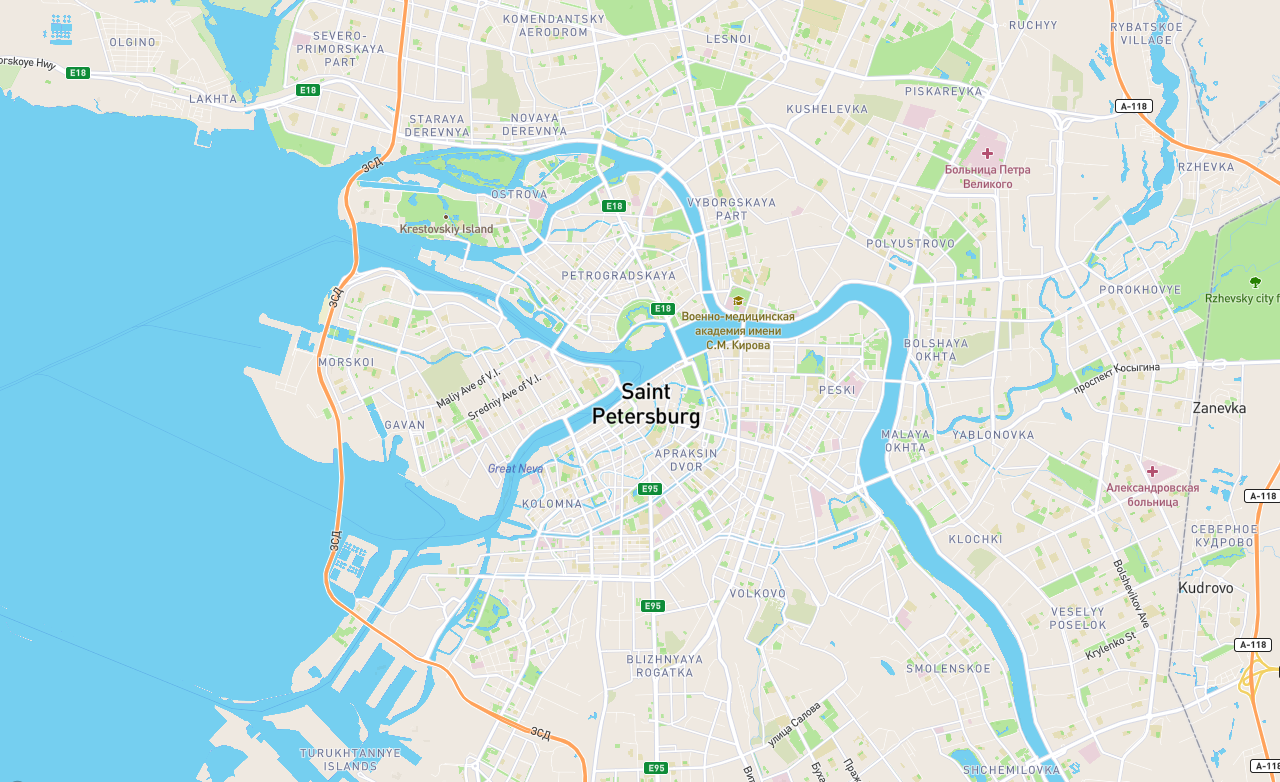 KOMENDANTSKY
AERODROM
RUCHYY
RYBATSKOE
VILLAGE
OLGINO
SEVERO-
PRIMORSKAYA
PART
LESNOI
orskoye Hwy
E18
E18
LAKHTA
PISKAREVKA
KUSHELEVKA
A-118
STARAYA
DEREVNYA
NOVAYA
DEREVNYA
ЗСД
Больница Петра
Великого
RZHEVKA
OSTROVA
E18
VYBORGSKAYA
PART
Krestovskiy Island
POLYUSTROVO
PETROGRADSKAYA
ЗСД
E18
POROKHOVYE
Rzhevsky city f
Военно-медицинская
академия имени
С.М. Кирова
BOLSHAYA
OKHTA
MORSKOI
Maliy Ave of V.I.
Sredniy Ave of V.I.
Saint
Petersburg
PESKI
проспект Косыгина
Zanevka
GAVAN
MALAYA
OKHTA
YABLONOVKA
APRAKSIN
DVOR
Great Neva
E95
Александровская
больница
A-118
KOLOMNA
ЗСД
KLOCHKI
СЕВЕРНОЕ
КУДРОВО
Bolshevikov Ave
VOLKOVO
Kudrovo
E95
VESELYY
POSELOK
Krylenko St
A-118
BLIZHNYAYA
ROGATKA
SMOLENSKOE
улица Салова
ЗСД
TURUKHTANNYE
ISLANDS
E95
Вит
Бухa
Праж
SHCHEMILOVKA
A-118